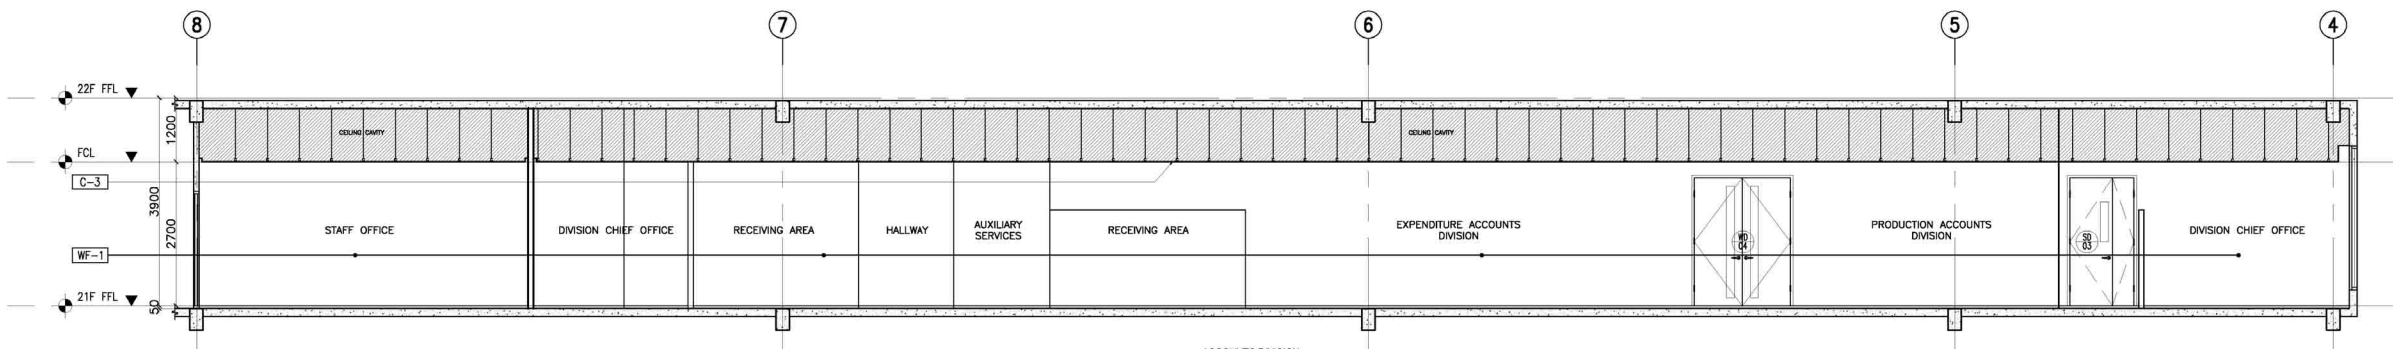 8
7
6
5
4
22F FFL
1200
CEILING CAVITY
CEILING CAVITY
FCL
C-3
3900
2700
STAFF OFFICE
DIVISION CHIEF OFFICE
RECEIVING AREA
HALLWAY
AUXILIARY
SERVICES
RECEIVING AREA
EXPENDITURE ACCOUNTS
DIVISION
WD
04
PRODUCTION ACCOUNTS
DIVISION
SD
03
DIVISION CHIEF OFFICE
WF-1
21F FFL
50